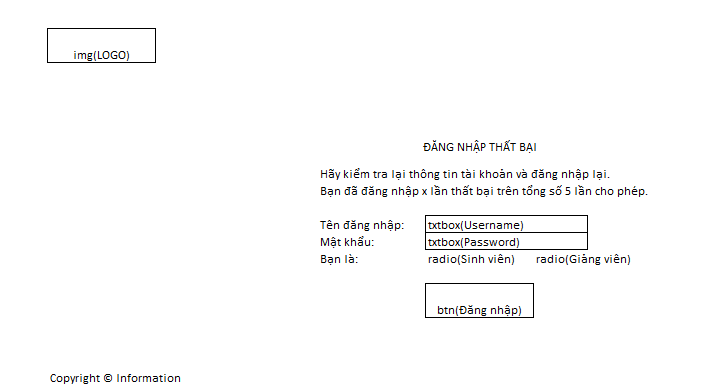 img(LOGO)
ĐĂNG NHẬP THẤT BẠI
Hãy kiểm tra lại thông tin tài khoản và đăng nhập lại.
Bạn đã đăng nhập x lần thất bại trên tổng số 5 lần cho phép.
Tên đăng nhập: txtbox(Username)
Mật khẩu: txtbox(Password)
Bạn là: radio(Sinh viên) radio(Giảng viên)
btn(Đăng nhập)
Copyright © Information